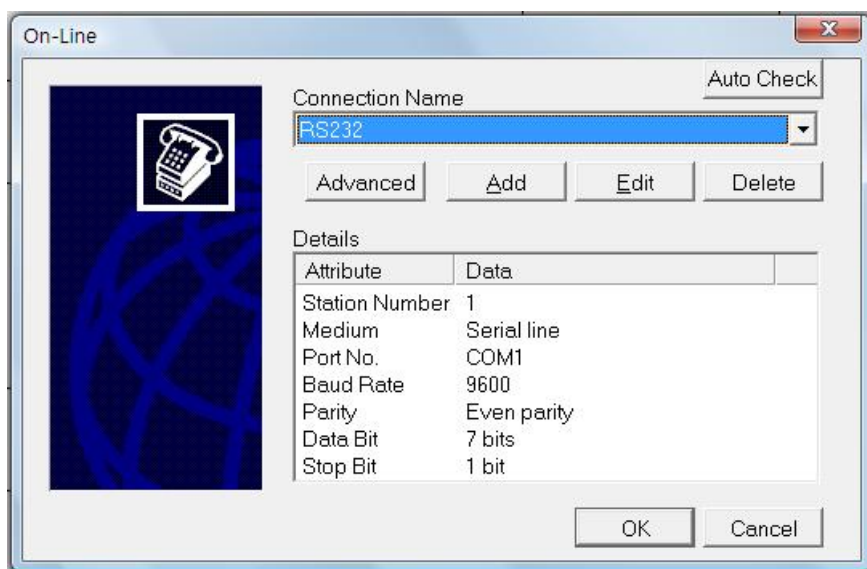 On-Line
Auto Check
Connection Name
RS232
Advanced Add Edit Delete
Details
Attribute Data
Station Number 1
Medium Serial line
Port No. COM1
Baud Rate 9600
Parity Even parity
Data Bit 7 bits
Stop Bit 1 bit
OK Cancel